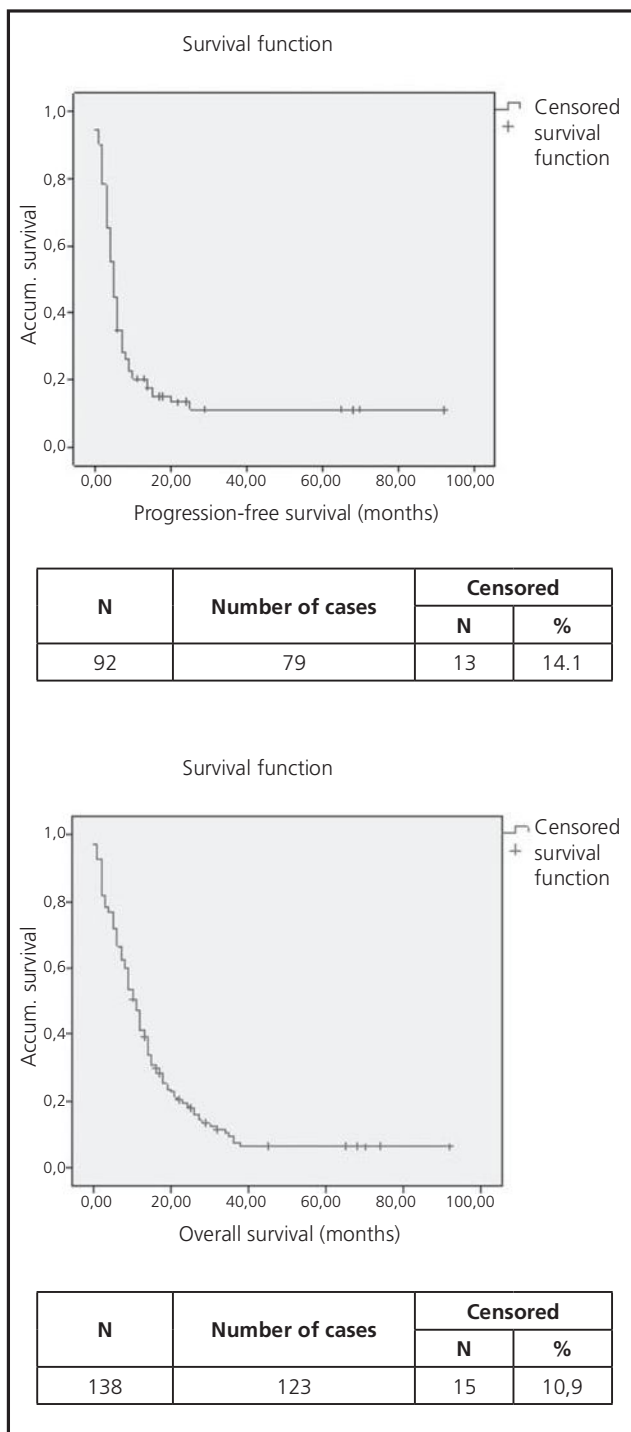 Survival function
Censored
survival
function
1,0
0,8
0,6
0,4
0,2
0,0
Accum. survival
0,00 20,00 40,00 60,00 80,00 100,00
Progression-free survival (months)
N Number of cases Censored
N %
92 79 13 14.1
Survival function
Censored
survival
function
1,0
0,8
0,6
0,4
0,2
0,0
Accum. survival
0,00 20,00 40,00 60,00 80,00 100,00
Overall survival (months)
N Number of cases Censored
N %
138 123 15 10,9